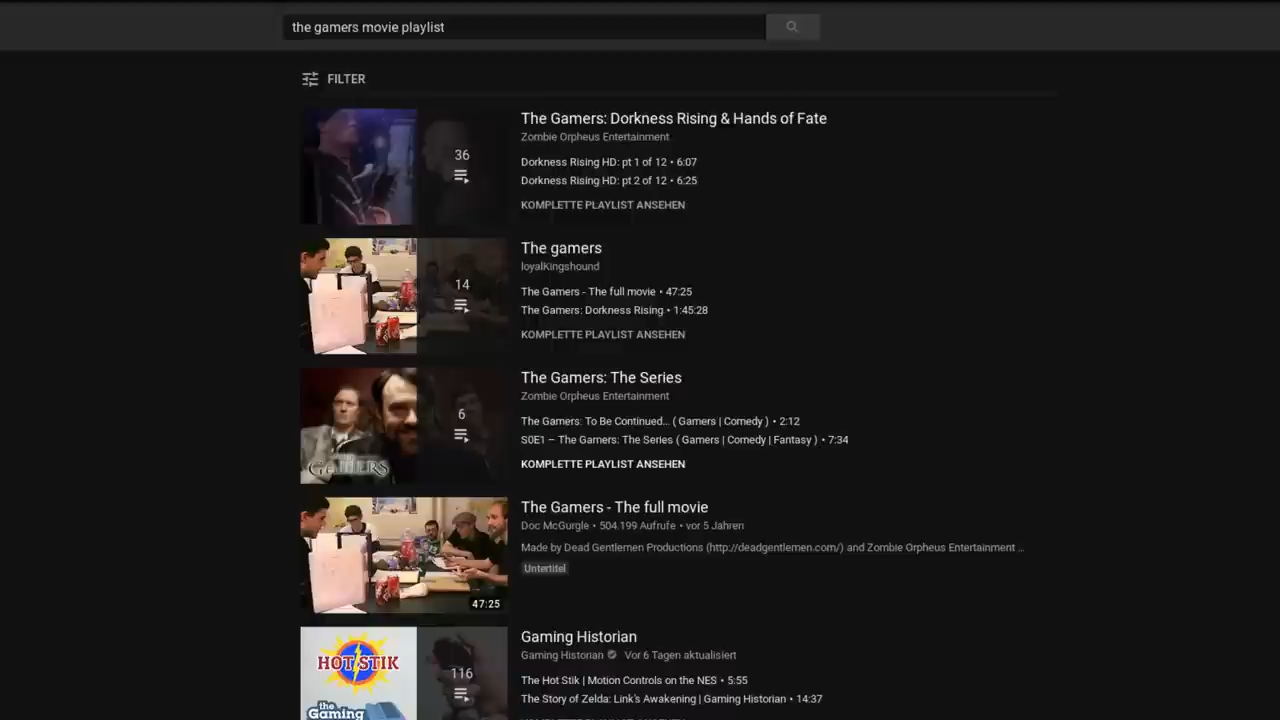 the gamers movie playlist
FILTER
36
The Gamers: Dorkness Rising & Hands of Fate
Zombie Orpheus Entertainment
Dorkness Rising HD: pt 1 of 12 • 6:07
Dorkness Rising HD: pt 2 of 12 • 6:25
KOMPLETTE PLAYLIST ANSEHEN
14
The gamers
loyalKingshound
The Gamers - The full movie • 47:25
The Gamers: Dorkness Rising • 1:45:28
KOMPLETTE PLAYLIST ANSEHEN
GAMERS
6
The Gamers: The Series
Zombie Orpheus Entertainment
The Gamers: To Be Continued... ( Gamers | Comedy ) • 2:12
S0E1 – The Gamers: The Series ( Gamers | Comedy | Fantasy ) • 7:34
KOMPLETTE PLAYLIST ANSEHEN
47:25
The Gamers - The full movie
Doc McGurgle • 504.199 Aufrufe • vor 5 Jahren
Made by Dead Gentlemen Productions (http://deadgentlemen.com/) and Zombie Orpheus Entertainment ...
Untertitel
HOT STIK
the
Gaming
116
Gaming Historian
Gaming Historian Vor 6 Tagen aktualisiert
The Hot Stik | Motion Controls on the NES • 5:55
The Story of Zelda: Link's Awakening | Gaming Historian • 14:37